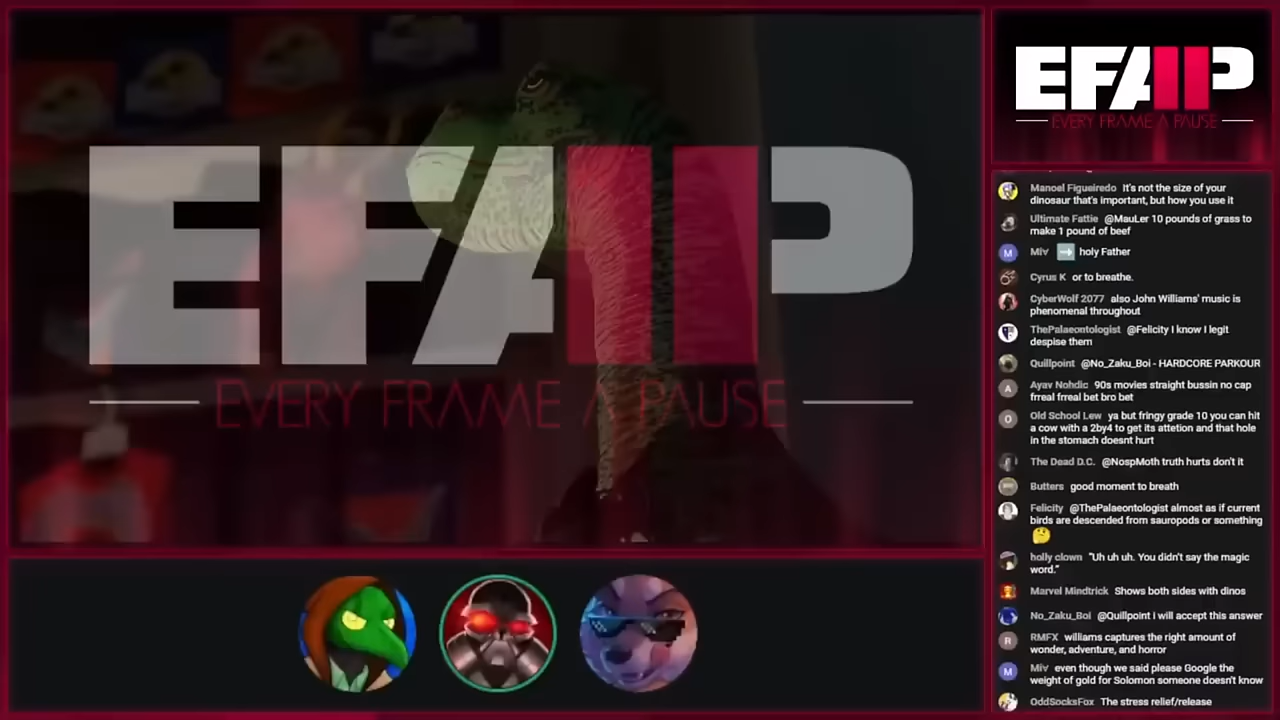 EFAP
EVERY FRAME A PAUSE
EFAP
EVERY FRAME A PAUSE
Manoel Figueiredo It's not the size of your
dinosaur that's important, but how you use it
Ultimate Fattie @MauLer 10 pounds of grass to
make 1 pound of beef
Miv ➡ holy Father
Cyrus K or to breathe.
CyberWolf 2077 also John Williams' music is
phenomenal throughout
ThePalaeontologist @Felicity I know I legit
despise them
Quillpoint @No_Zaku_Boi - HARDCORE PARKOUR
Ayav Nohdic 90s movies straight bussin no cap
frreal frreal bet bro bet
Old School Lew ya but fringy grade 10 you can hit
a cow with a 2by4 to get its attetion and that hole
in the stomach doesnt hurt
The Dead D.C. @NospMoth truth hurts don't it
Butters good moment to breath
Felicity @ThePalaeontologist almost as if current
birds are descended from sauropods or something
🤔
holly clown "Uh uh uh. You didn't say the magic
word."
Marvel Mindtrick Shows both sides with dinos
No_Zaku_Boi @Quillpoint i will accept this answer
RMFX williams captures the right amount of
wonder, adventure, and horror
Miv even though we said please Google the
weight of gold for Solomon someone doesn't know
OddSocksFox The stress relief/release
M
A
O
R
M